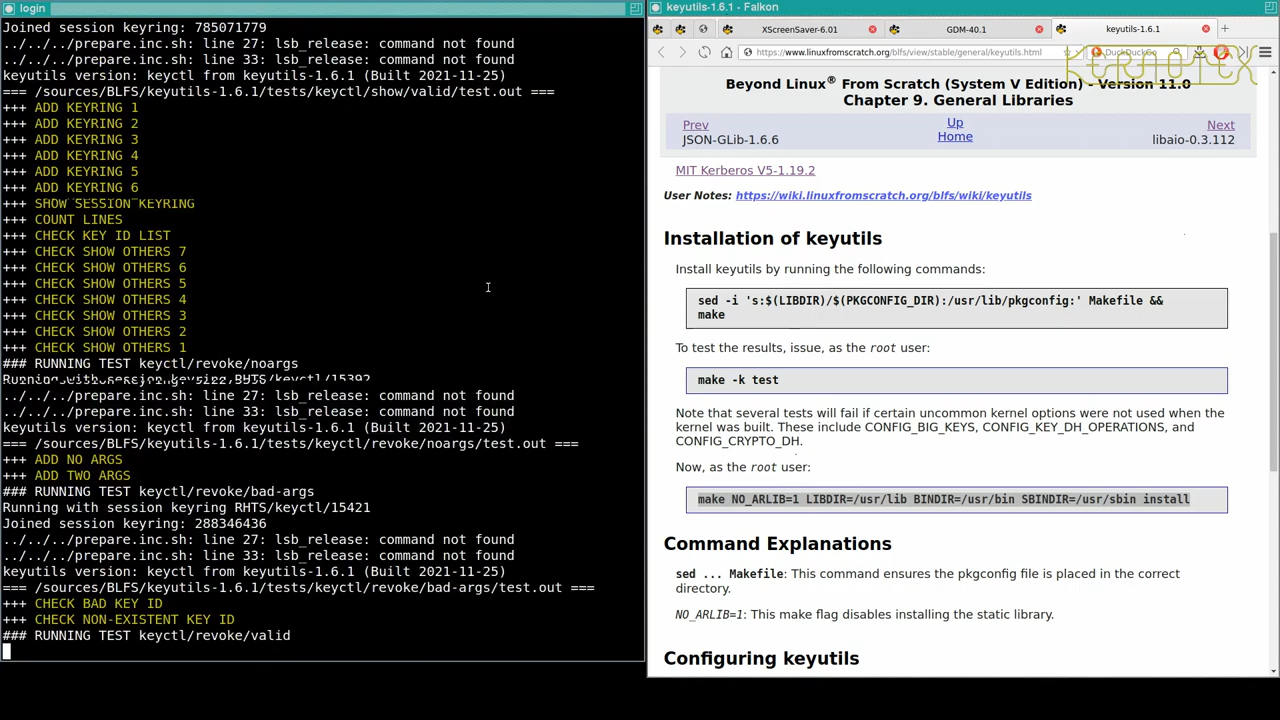 login
Joined session keyring: 785071779
../../../prepare.inc.sh: line 27: lsb_release: command not found
../../../prepare.inc.sh: line 33: lsb_release: command not found
keyutils version: keyctl from keyutils-1.6.1 (Built 2021-11-25)
=== /sources/BLFS/keyutils-1.6.1/tests/keyctl/show/valid/test.out ===
+++ ADD KEYRING 1
+++ ADD KEYRING 2
+++ ADD KEYRING 3
+++ ADD KEYRING 4
+++ ADD KEYRING 5
+++ ADD KEYRING 6
+++ SHOW SESSION KEYRING
+++ COUNT LINES
+++ CHECK KEY ID LIST
+++ CHECK SHOW OTHERS 7
+++ CHECK SHOW OTHERS 6
+++ CHECK SHOW OTHERS 5
+++ CHECK SHOW OTHERS 4
+++ CHECK SHOW OTHERS 3
+++ CHECK SHOW OTHERS 2
+++ CHECK SHOW OTHERS 1
### RUNNING TEST keyctl/revoke/noargs
Running with session keyring RHTS/keyctl/15392
../../../prepare.inc.sh: line 27: lsb_release: command not found
../../../prepare.inc.sh: line 33: lsb_release: command not found
keyutils version: keyctl from keyutils-1.6.1 (Built 2021-11-25)
=== /sources/BLFS/keyutils-1.6.1/tests/keyctl/revoke/noargs/test.out ===
+++ ADD NO ARGS
+++ ADD TWO ARGS
### RUNNING TEST keyctl/revoke/bad-args
Running with session keyring RHTS/keyctl/15421
Joined session keyring: 288346436
../../../prepare.inc.sh: line 27: lsb_release: command not found
../../../prepare.inc.sh: line 33: lsb_release: command not found
keyutils version: keyctl from keyutils-1.6.1 (Built 2021-11-25)
=== /sources/BLFS/keyutils-1.6.1/tests/keyctl/revoke/bad-args/test.out ===
+++ CHECK BAD KEY ID
+++ CHECK NON-EXISTENT KEY ID
### RUNNING TEST keyctl/revoke/valid
keyutils-1.6.1 - Falkon
XScreenSaver-6.01
GDM-40.1
keyutils-1.6.1
https://www.linuxfromscratch.org/blfs/view/stable/general/keyutils.html
DuckDuckGo
KERNOTEX
Beyond Linux® From Scratch (System V Edition) - Version 11.0
Chapter 9. General Libraries
Prev Up Next
JSON-GLib-1.6.6 Home libaio-0.3.112
MIT Kerberos V5-1.19.2
User Notes: https://wiki.linuxfromscratch.org/blfs/wiki/keyutils
Installation of keyutils
Install keyutils by running the following commands:
sed -i 's:$(LIBDIR)/$(PKGCONFIG_DIR):/usr/lib/pkgconfig:' Makefile &&
make
To test the results, issue, as the root user:
make -k test
Note that several tests will fail if certain uncommon kernel options were not used when the
kernel was built. These include CONFIG_BIG_KEYS, CONFIG_KEY_DH_OPERATIONS, and
CONFIG_CRYPTO_DH.
Now, as the root user:
make NO_ARLIB=1 LIBDIR=/usr/lib BINDIR=/usr/bin SBINDIR=/usr/sbin install
Command Explanations
sed ... Makefile: This command ensures the pkgconfig file is placed in the correct
directory.
NO_ARLIB=1: This make flag disables installing the static library.
Configuring keyutils